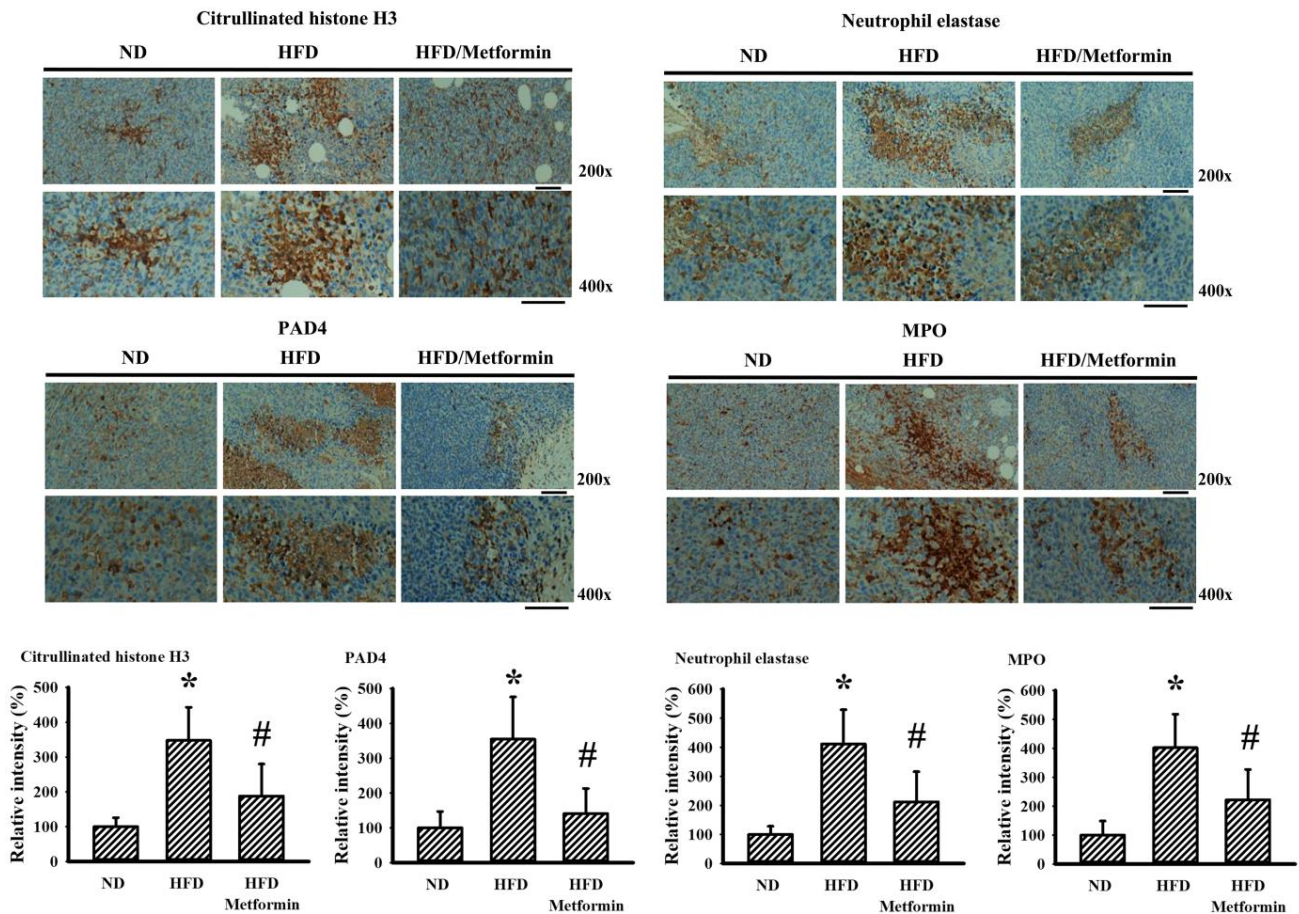 Citrullinated histone H3
ND HFD HFD/Metformin
200x
400x
Neutrophil elastase
ND HFD HFD/Metformin
200x
400x
PAD4
ND HFD HFD/Metformin
200x
400x
MPO
ND HFD HFD/Metformin
200x
400x
Citrullinated histone H3
Relative intensity (%)
500
400
300
200
100
0
*
#
ND HFD HFD
Metformin
PAD4
Relative intensity (%)
500
400
300
200
100
0
*
#
ND HFD HFD
Metformin
Neutrophil elastase
Relative intensity (%)
600
500
400
300
200
100
0
*
#
ND HFD HFD
Metformin
MPO
Relative intensity (%)
600
500
400
300
200
100
0
*
#
ND HFD HFD
Metformin